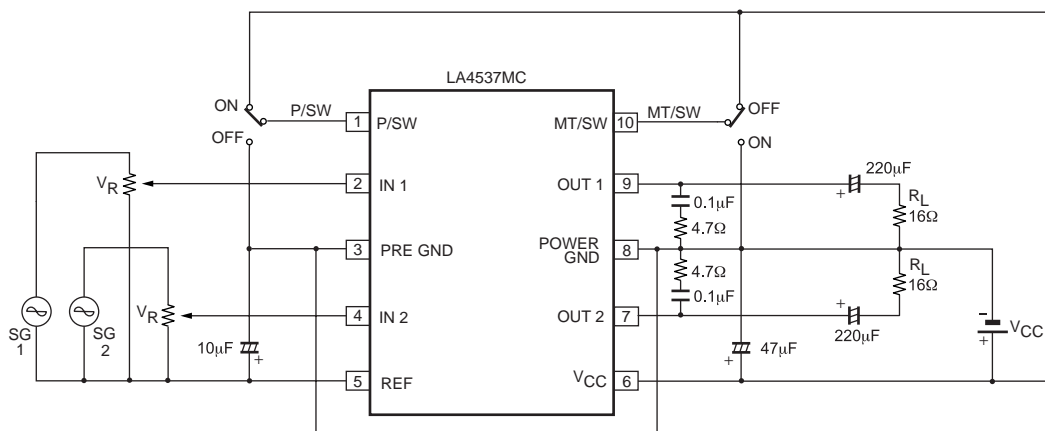 LA4537MC
ON
P/SW
OFF
1
P/SW
MT/SW
10
MT/SW
OFF
ON
VR
2
IN 1
OUT 1
9
220μF
+
0.1μF
4.7Ω
RL
16Ω
3
PRE GND
POWER
GND
8
4.7Ω
0.1μF
RL
16Ω
SG
1
SG
2
VR
4
IN 2
OUT 2
7
+
220μF
-
+
VCC
10μF
+
47μF
+
5
REF
VCC
6